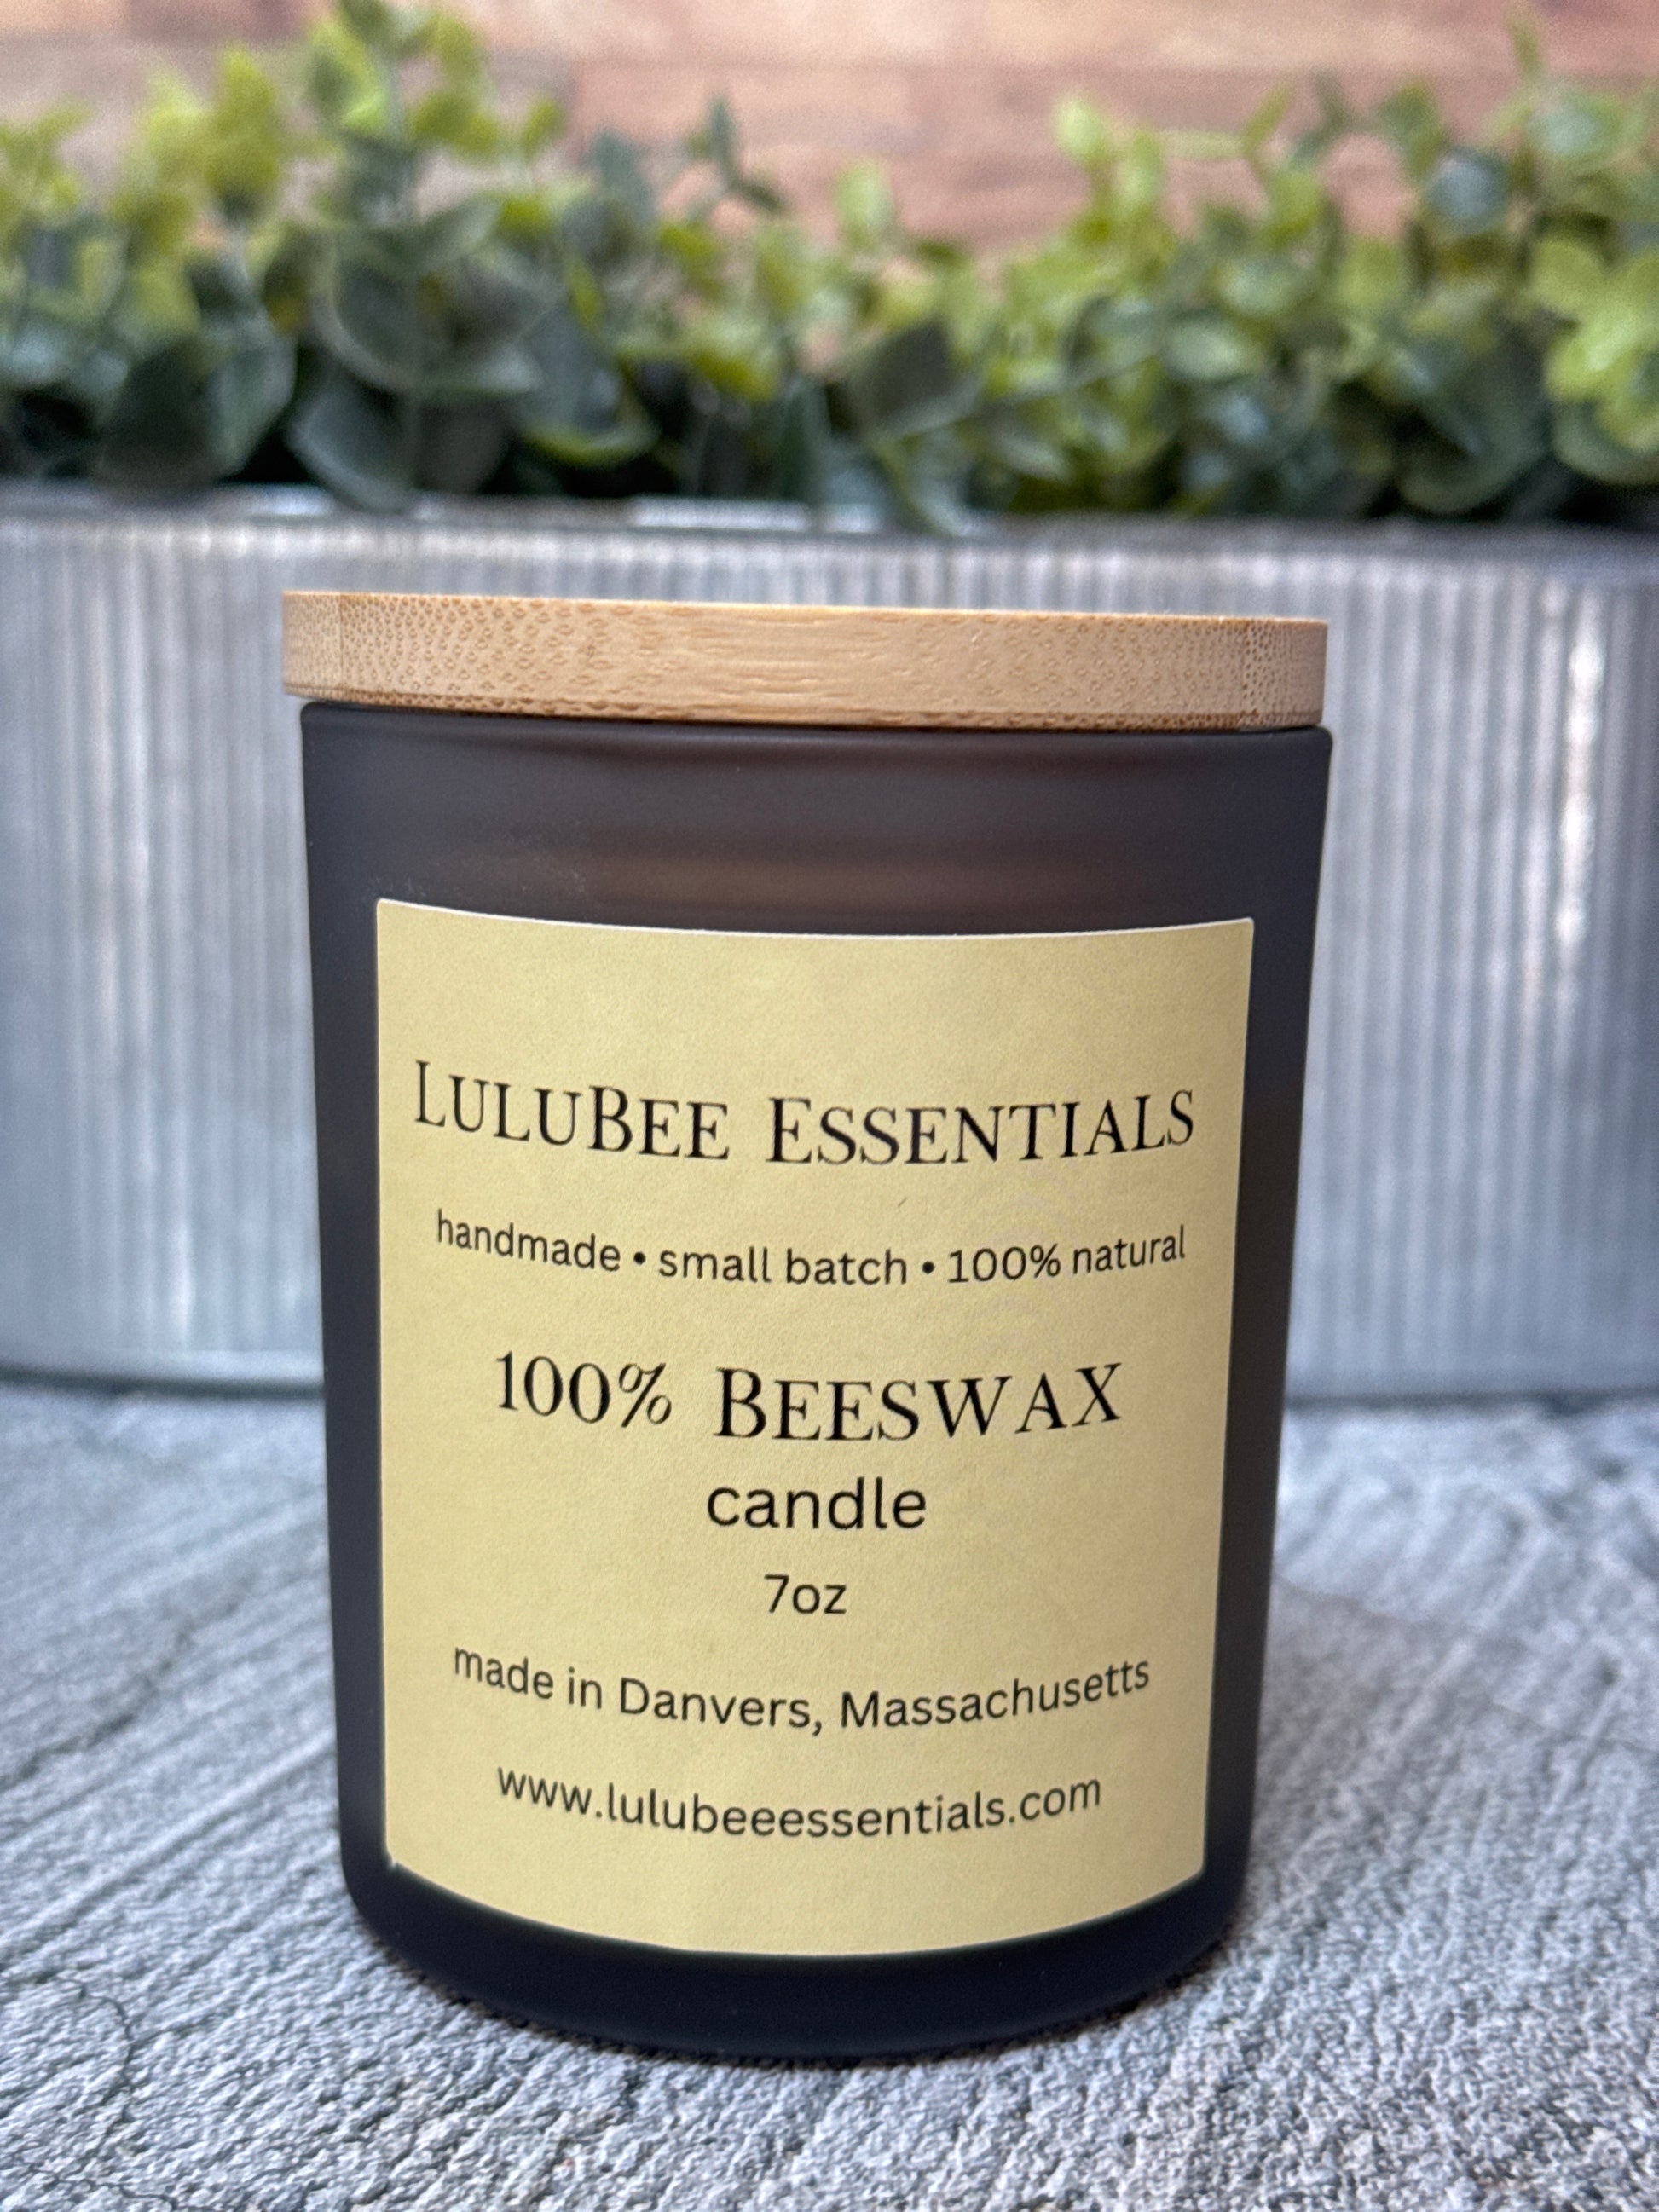 LULUBEE ESSENTIALS
handmade • small batch • 100% natural
100% BEESWAX
candle
7oz
made in Danvers, Massachusetts
www.lulubeeessentials.com